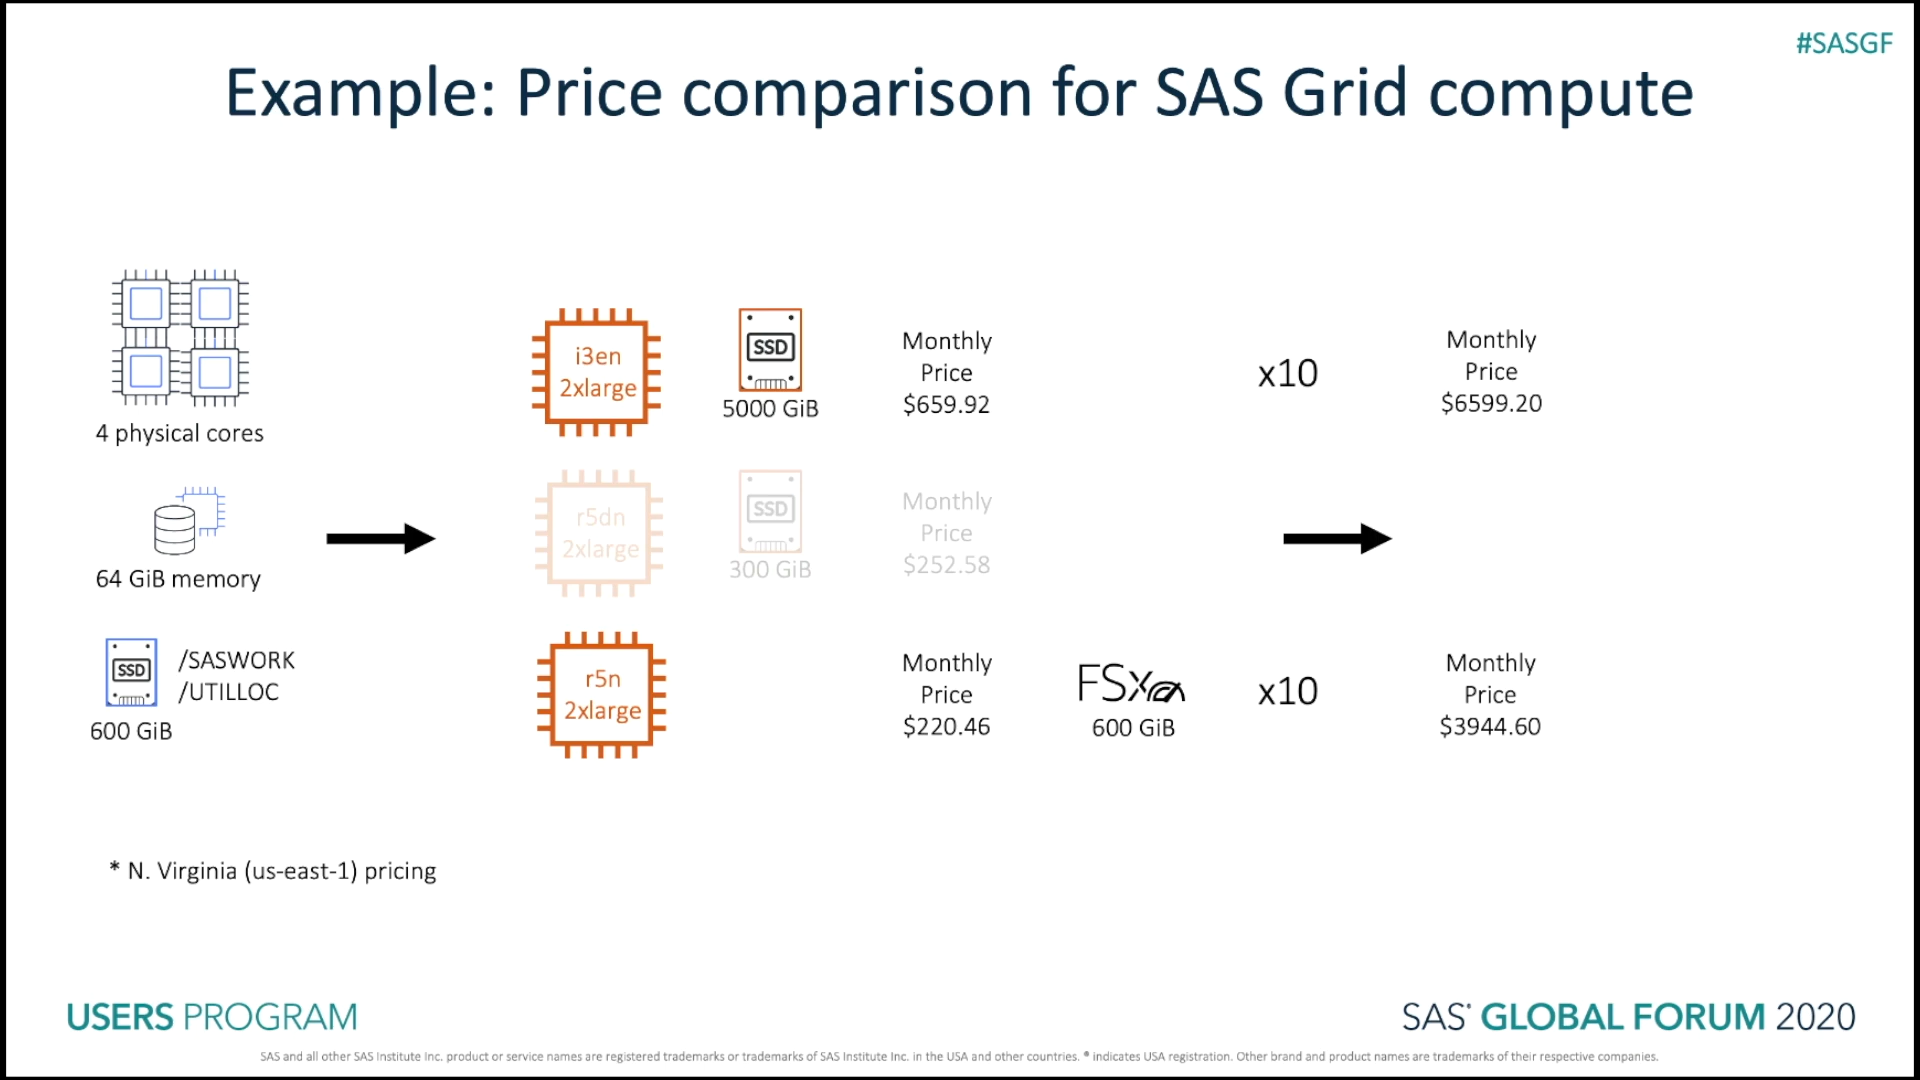 #SASGF
Example: Price comparison for SAS Grid compute
4 physical cores
64 GiB memory
SSD
/SASWORK
/UTILLOC
600 GiB
i3en
2xlarge
SSD
5000 GiB
Monthly
Price
$659.92
x10
Monthly
Price
$6599.20
r5dn
2xlarge
SSD
300 GiB
Monthly
Price
$252.58
r5n
2xlarge
Monthly
Price
$220.46
FSx
600 GiB
x10
Monthly
Price
$3944.60
* N. Virginia (us-east-1) pricing
USERS PROGRAM
SAS® GLOBAL FORUM 2020
SAS and all other SAS Institute Inc. product or service names are registered trademarks or trademarks of SAS Institute Inc. in the USA and other countries. ® indicates USA registration. Other brand and product names are trademarks of their respective companies.